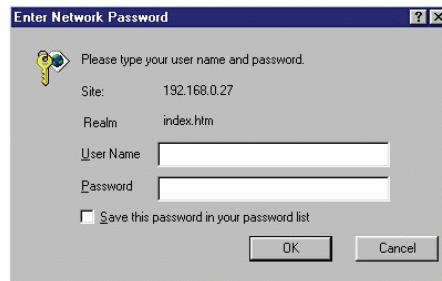 Enter Network Password
Please type your user name and password.
Site: 192.168.0.27
Realm index.htm
User Name
Password
Save this password in your password list
OK Cancel